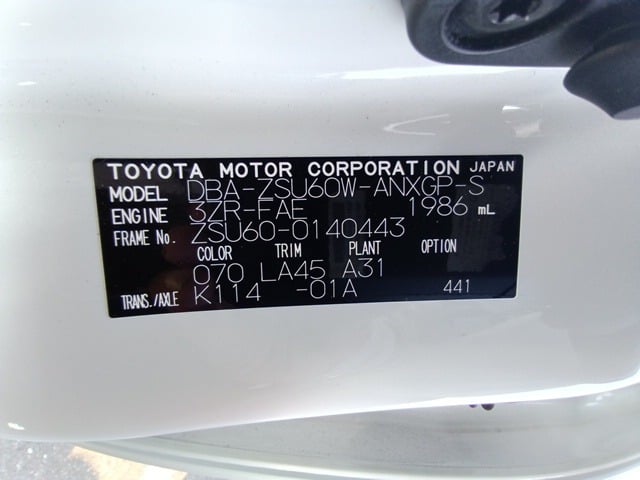 TOYOTA MOTOR CORPORATION JAPAN
MODEL DBA-ZSU60W-ANXGP-S
ENGINE 3ZR-FAE 1986 mL
FRAME No. ZSU60-0140443
COLOR TRIM PLANT OPTION
070 LA45 A31
TRANS./AXLE K114 -01A 441